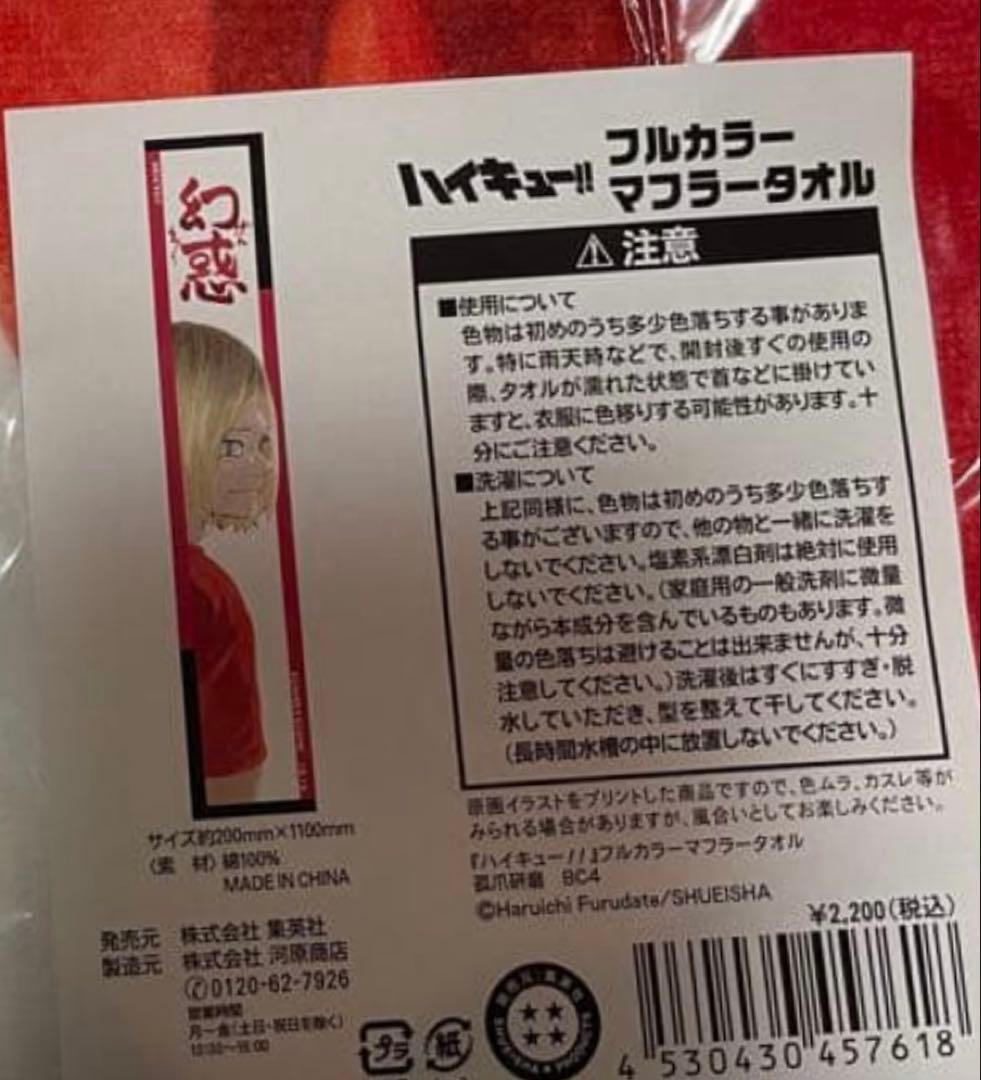 ハイキュー!!
フルカラー
マフラータオル
幻惑
⚠注意
■使用について
色物は初めのうち多少色落ちする事がありま
す。特に雨天時などで、開封後すぐの使用の
際、タオルが濡れた状態で首などに掛けてい
ますと、衣服に色移りする可能性があります。十
分にご注意ください。
■洗濯について
上記同様に、色物は初めのうち多少色落ちす
る事がございますので、他の物と一緒に洗濯を
しないでください。塩素系漂白剤は絶対に使用
しないでください。(家庭用の一般洗剤に微量
ながら本成分を含んでいるものもあります。微
量の色落ちは避けることは出来ませんが、十分
注意してください。)洗濯後はすぐにすすぎ・脱
水していただき、型を整えて干してください。
(長時間水槽の中に放置しないでください。)
原画イラストをプリントした商品ですので、色ムラ、カスレ等が
みられる場合がありますが、風合いとしてお楽しみください。
『ハイキュー!!』フルカラーマフラータオル
孤爪研磨 BC4
©Haruichi Furudate/SHUEISHA
¥2,200(税込)
サイズ約200mm×1100mm
〈素 材〉綿100%
MADE IN CHINA
発売元 株式会社 集英社
製造元 株式会社 河原商店
✆0120-62-7926
営業時間
月〜金(土日・祝日を除く)
10:30〜16:00
プラ
紙
4 530430 457618